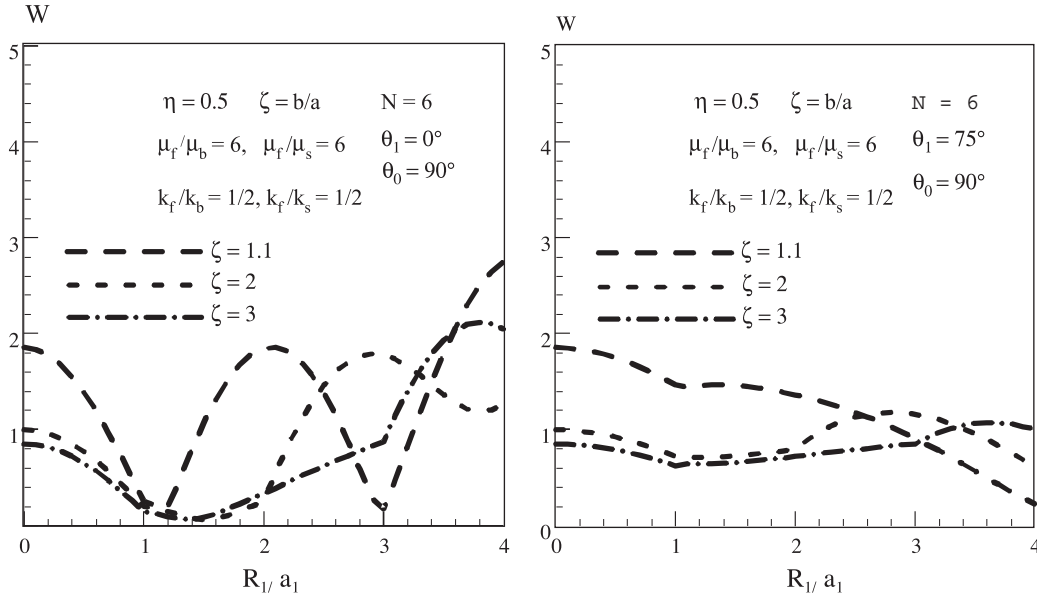 W
5
4
3
2
1
0 1 2 3 4
η = 0.5 ζ = b/a N = 6
μf/μb = 6, μf/μs = 6 θ1 = 0°
θ0 = 90°
kf/kb = 1/2, kf/ks = 1/2
ζ = 1.1
ζ = 2
ζ = 3
R1/ a1
W
5
4
3
2
1
0
0 1 2 3 4
η = 0.5 ζ = b/a N = 6
μf/μb = 6, μf/μs = 6 θ1 = 75°
kf/kb = 1/2, kf/ks = 1/2 θ0 = 90°
ζ = 1.1
ζ = 2
ζ = 3
R1/ a1